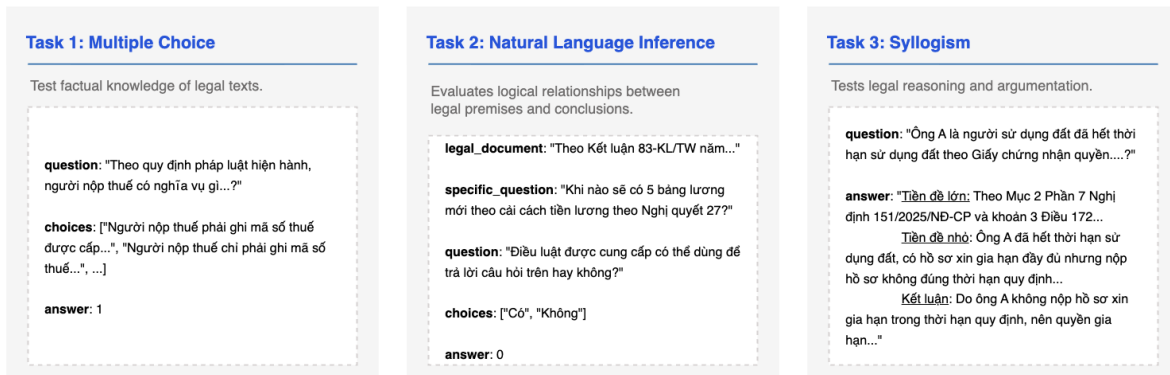 Task 1: Multiple Choice
Test factual knowledge of legal texts.
question: "Theo quy định pháp luật hiện hành,
người nộp thuế có nghĩa vụ gì...?"
choices: ["Người nộp thuế phải ghi mã số thuế
được cấp...", "Người nộp thuế chỉ phải ghi mã số
thuế...", ...]
answer: 1
Task 2: Natural Language Inference
Evaluates logical relationships between
legal premises and conclusions.
legal_document: "Theo Kết luận 83-KL/TW năm..."
specific_question: "Khi nào sẽ có 5 bảng lương
mới theo cải cách tiền lương theo Nghị quyết 27?"
question: "Điều luật được cung cấp có thể dùng để
trả lời câu hỏi trên hay không?"
choices: ["Có", "Không"]
answer: 0
Task 3: Syllogism
Tests legal reasoning and argumentation.
question: "Ông A là người sử dụng đất đã hết thời
hạn sử dụng đất theo Giấy chứng nhận quyền....?"
answer: "Tiền đề lớn: Theo Mục 2 Phần 7 Nghị
định 151/2025/NĐ-CP và khoản 3 Điều 172...
Tiền đề nhỏ: Ông A đã hết thời hạn sử
dụng đất, có hồ sơ xin gia hạn đầy đủ nhưng nộp
hồ sơ không đúng thời hạn quy định...
Kết luận: Do ông A không nộp hồ sơ xin
gia hạn trong thời hạn quy định, nên quyền gia
hạn..."